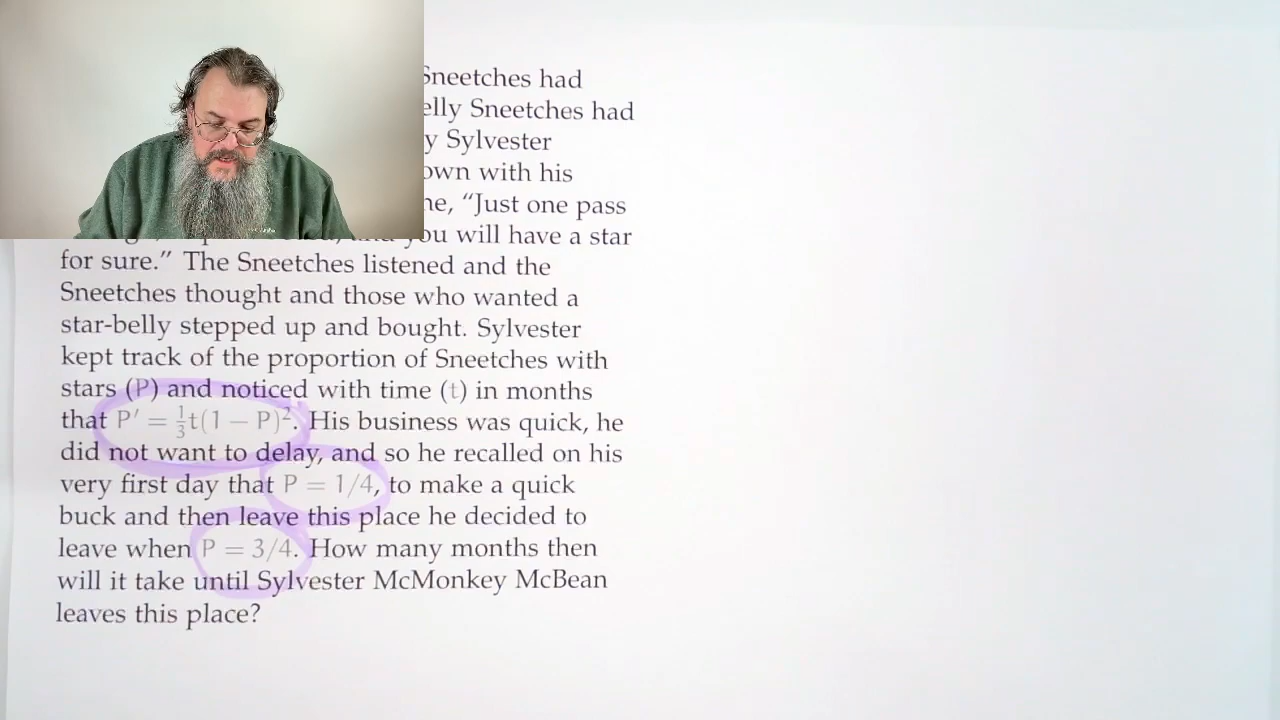 Sneetches had
elly Sneetches had
y Sylvester
own with his
he, “Just one pass
you will have a star
for sure.” The Sneetches listened and the
Sneetches thought and those who wanted a
star-belly stepped up and bought. Sylvester
kept track of the proportion of Sneetches with
stars (P) and noticed with time (t) in months
that P′ = 1/3 t(1 − P)². His business was quick, he
did not want to delay, and so he recalled on his
very first day that P = 1/4, to make a quick
buck and then leave this place he decided to
leave when P = 3/4. How many months then
will it take until Sylvester McMonkey McBean
leaves this place?